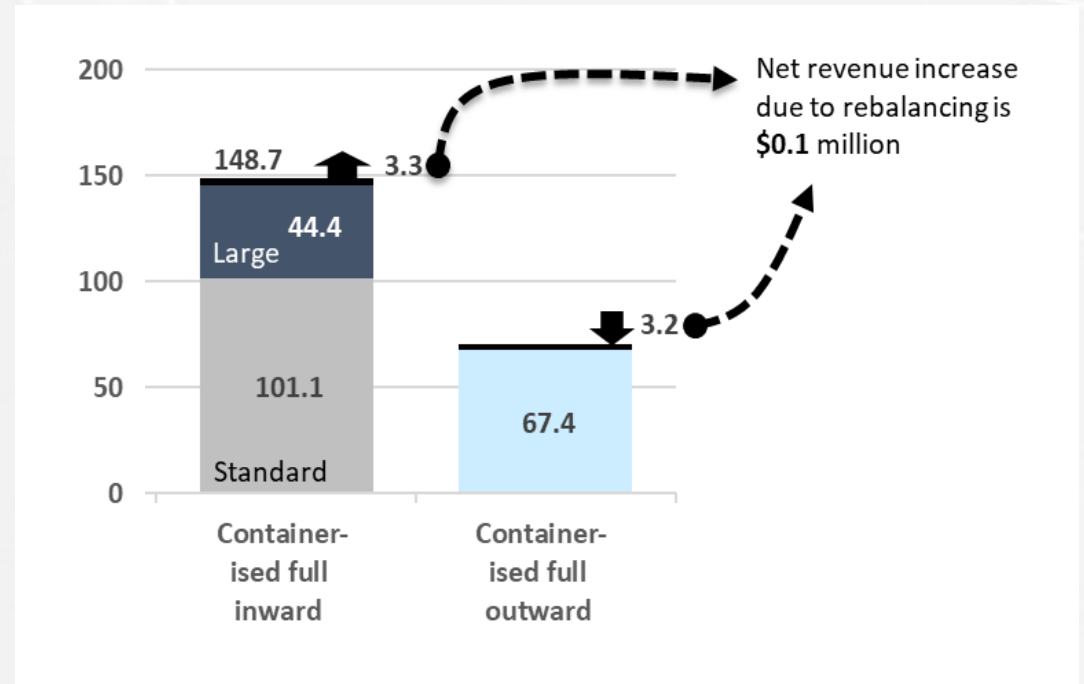 200
150
100
50
0
148.7
3.3
44.4
Large
101.1
Standard
3.2
67.4
Container-
ised full
inward
Container-
ised full
outward
Net revenue increase
due to rebalancing is
$0.1 million